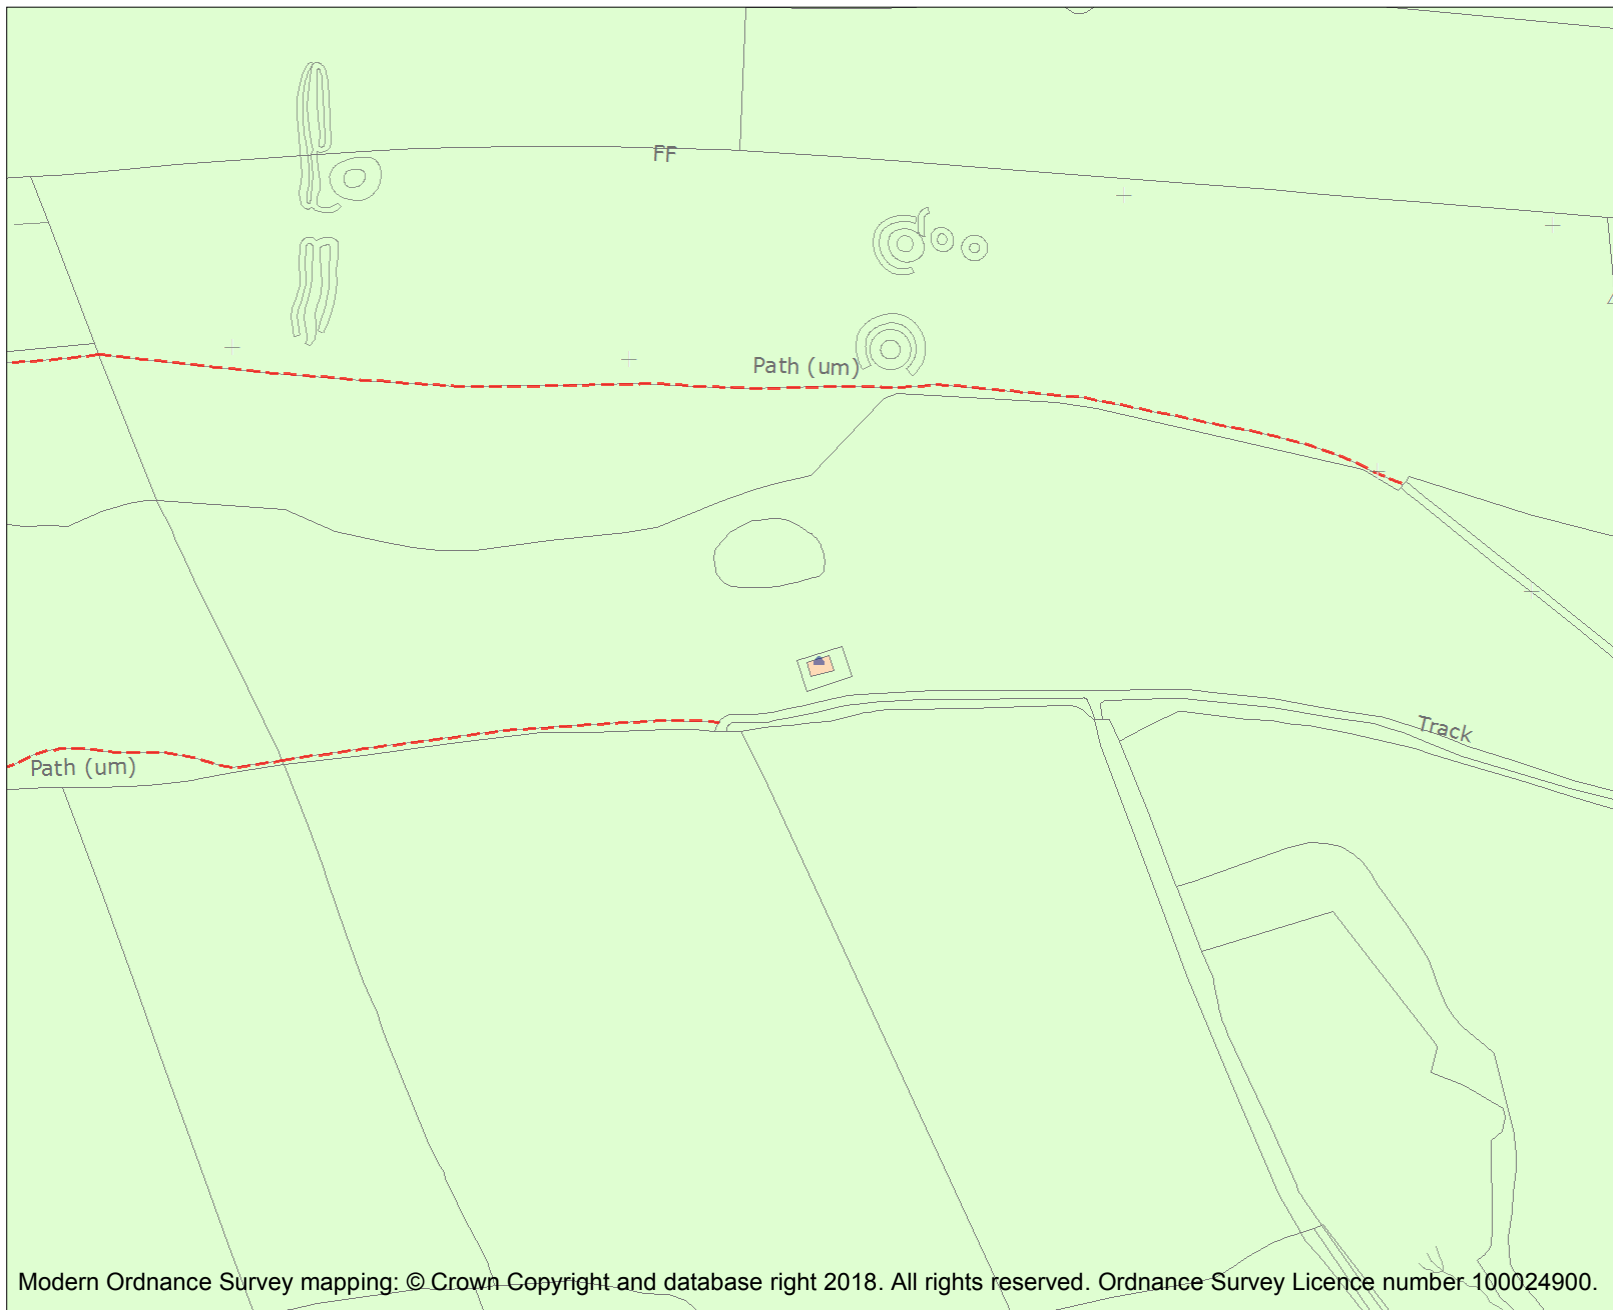 FF
Path (um)
Track
Path (um)
Modern Ordnance Survey mapping: © Crown Copyright and database right 2018. All rights reserved. Ordnance Survey Licence number 100024900.